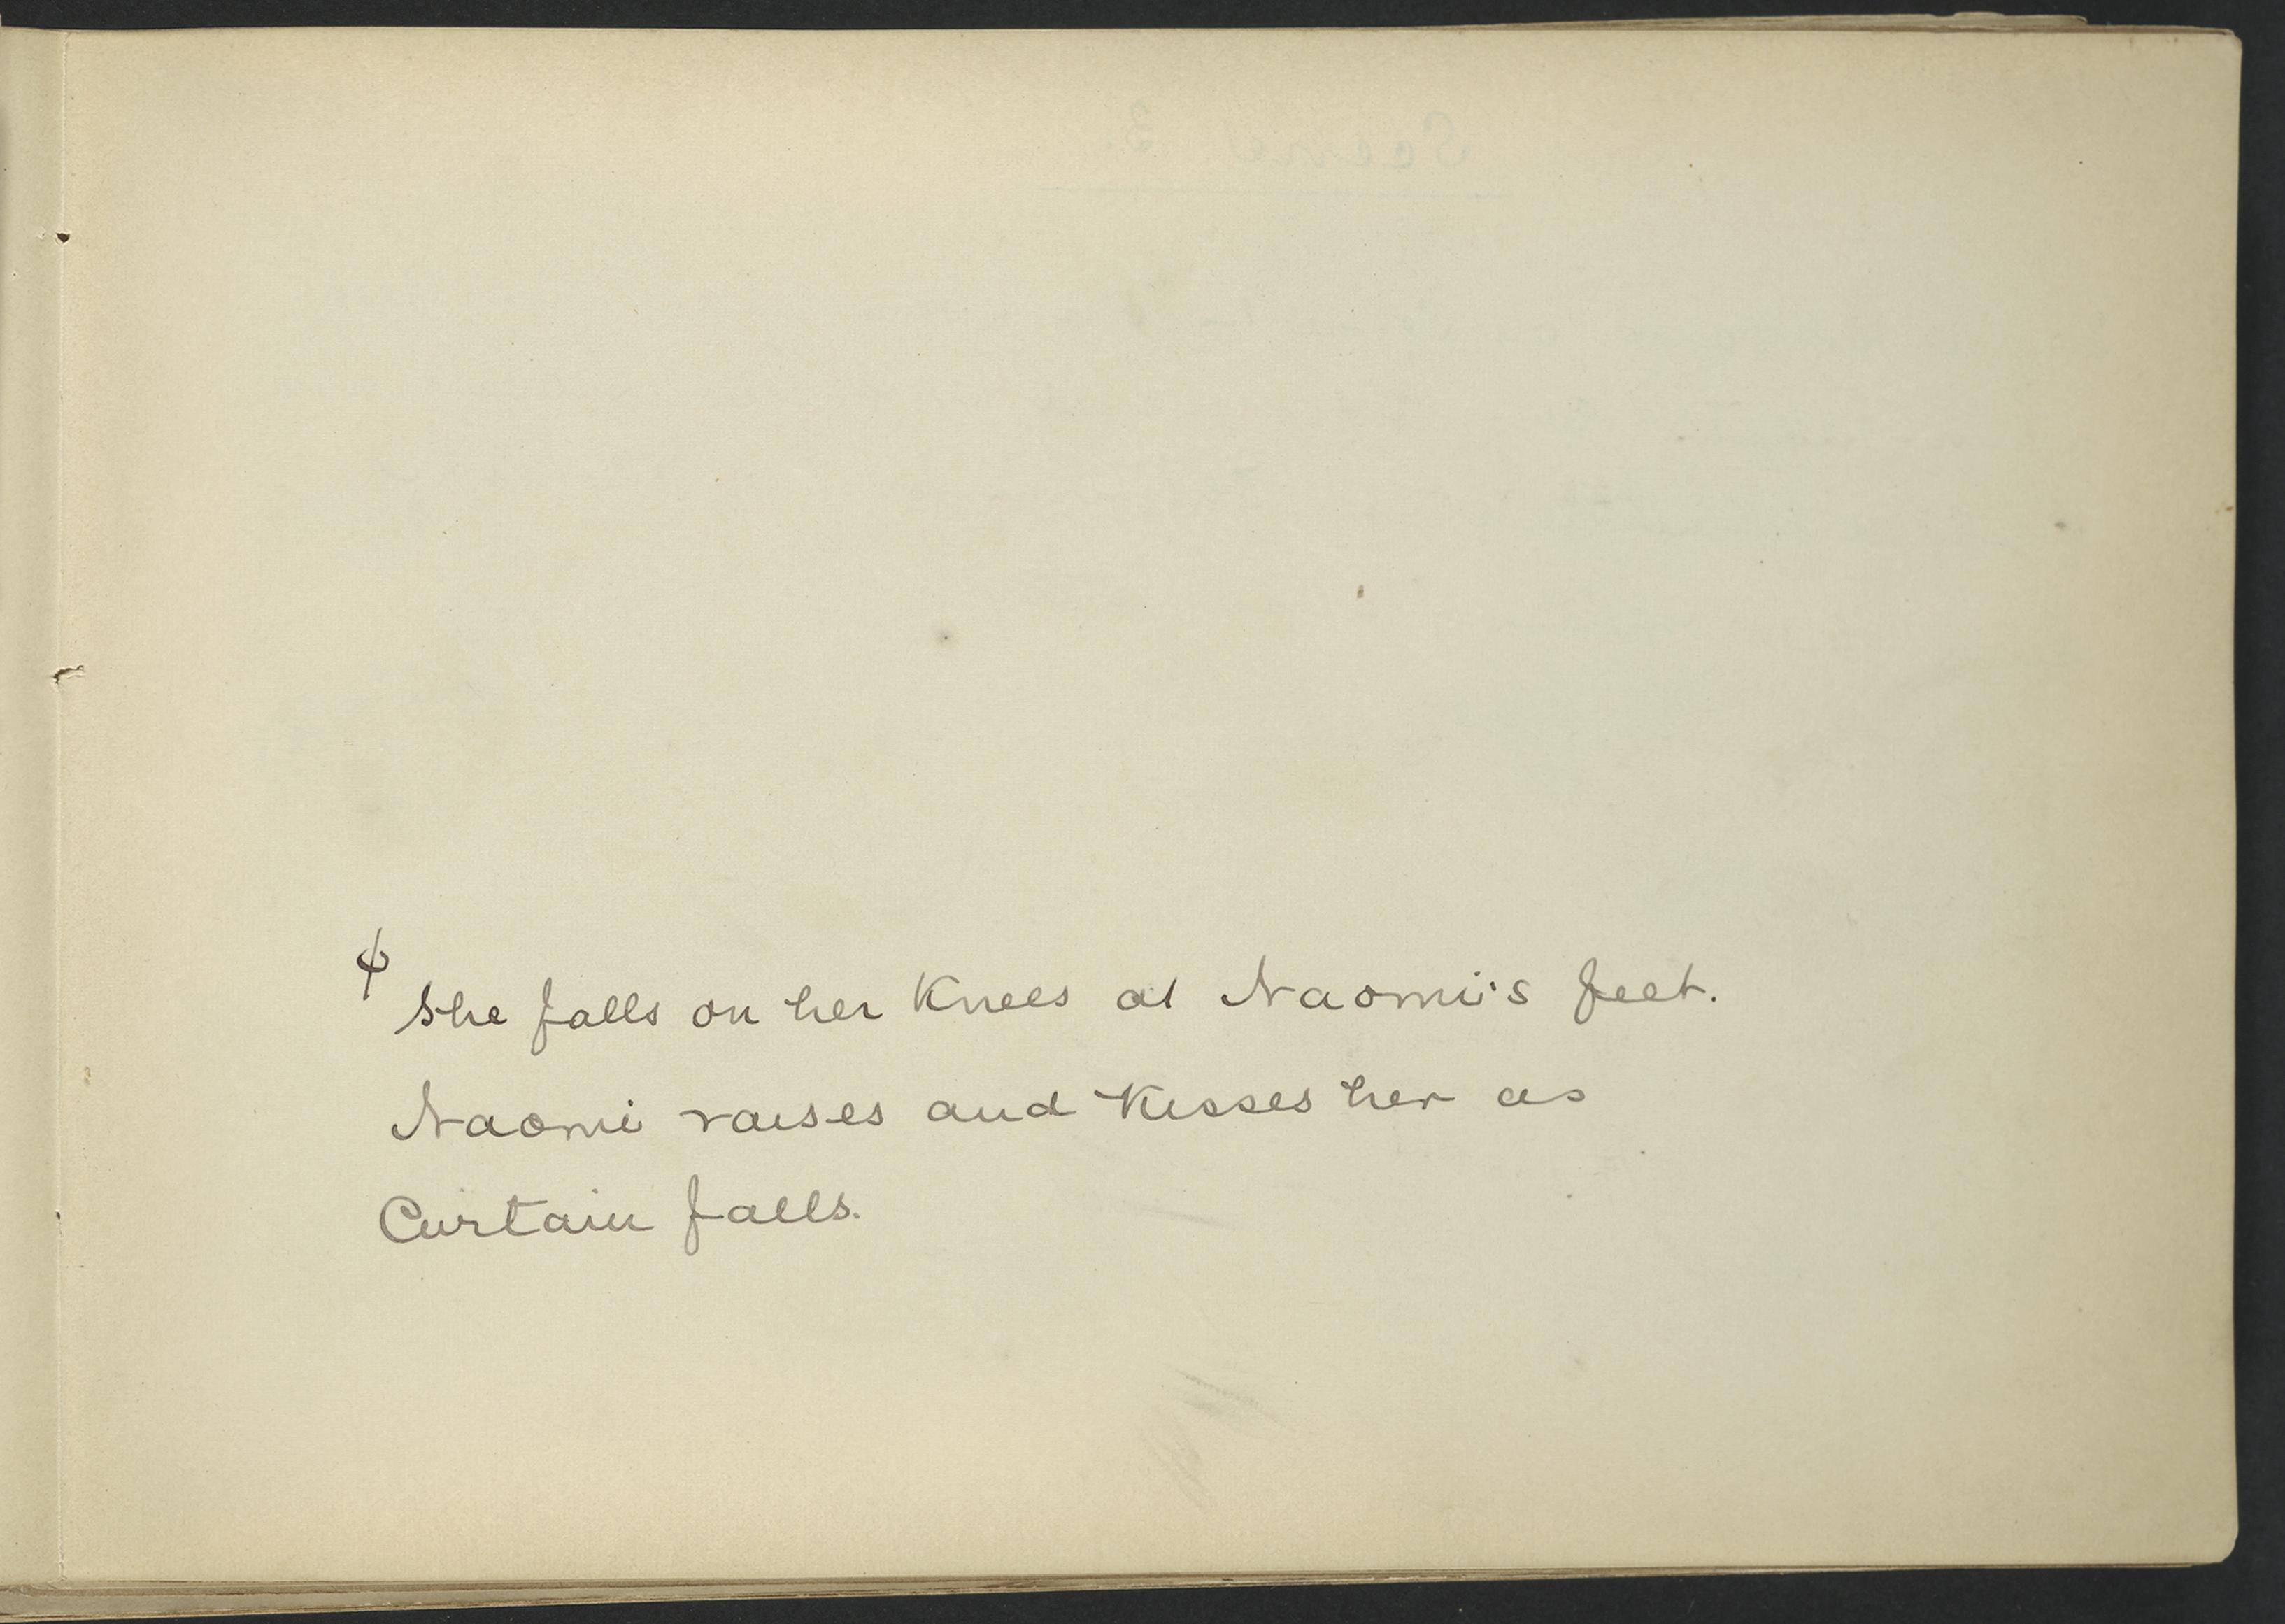 ϕ She falls on her Knees at Naomi's feet.
Naomi raises and Kisses her as
Curtain falls.